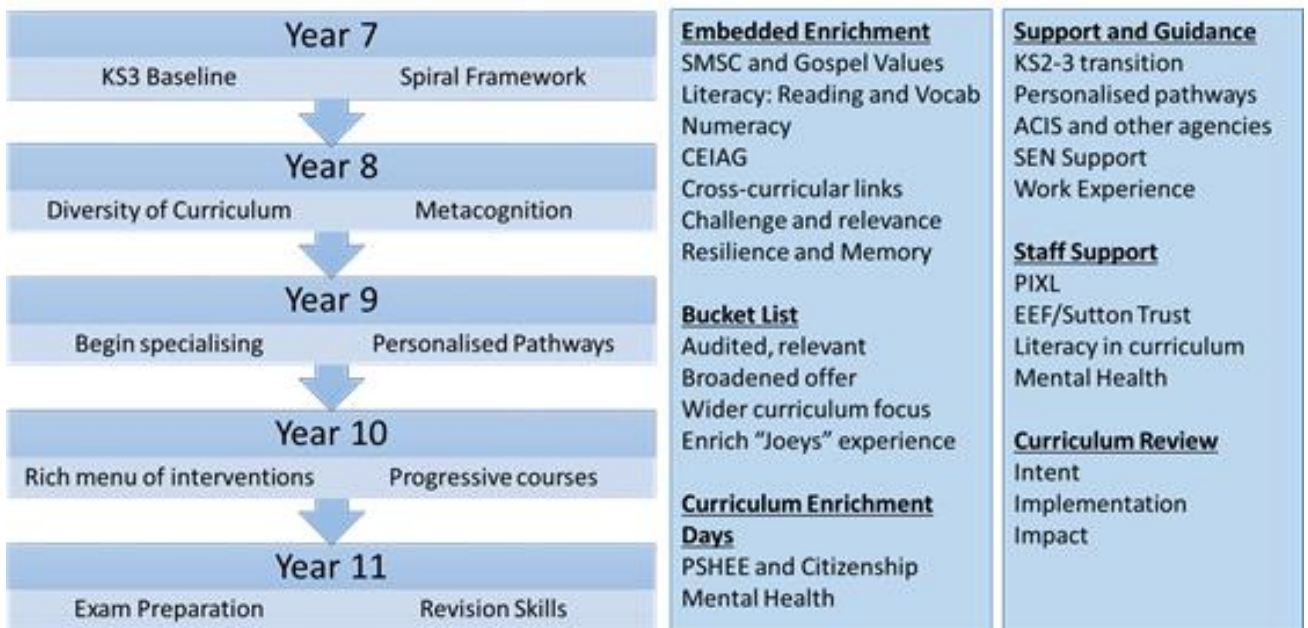 Year 7
KS3 Baseline Spiral Framework
Year 8
Diversity of Curriculum Metacognition
Year 9
Begin specialising Personalised Pathways
Year 10
Rich menu of interventions Progressive courses
Year 11
Exam Preparation Revision Skills
Embedded Enrichment
SMSC and Gospel Values
Literacy: Reading and Vocab
Numeracy
CEIAG
Cross-curricular links
Challenge and relevance
Resilience and Memory
Bucket List
Audited, relevant
Broadened offer
Wider curriculum focus
Enrich “Joeys” experience
Curriculum Enrichment
Days
PSHEE and Citizenship
Mental Health
Support and Guidance
KS2-3 transition
Personalised pathways
ACIS and other agencies
SEN Support
Work Experience
Staff Support
PIXL
EEF/Sutton Trust
Literacy in curriculum
Mental Health
Curriculum Review
Intent
Implementation
Impact